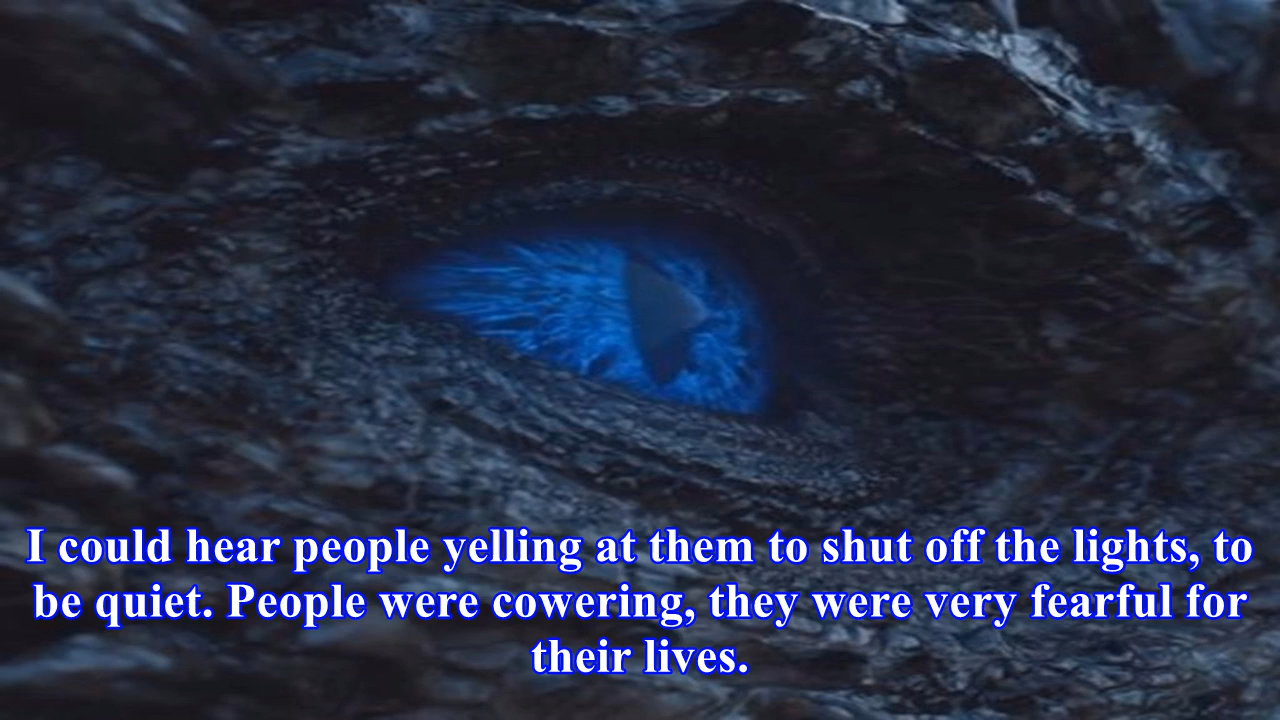 I could hear people yelling at them to shut off the lights, to
be quiet. People were cowering, they were very fearful for
their lives.